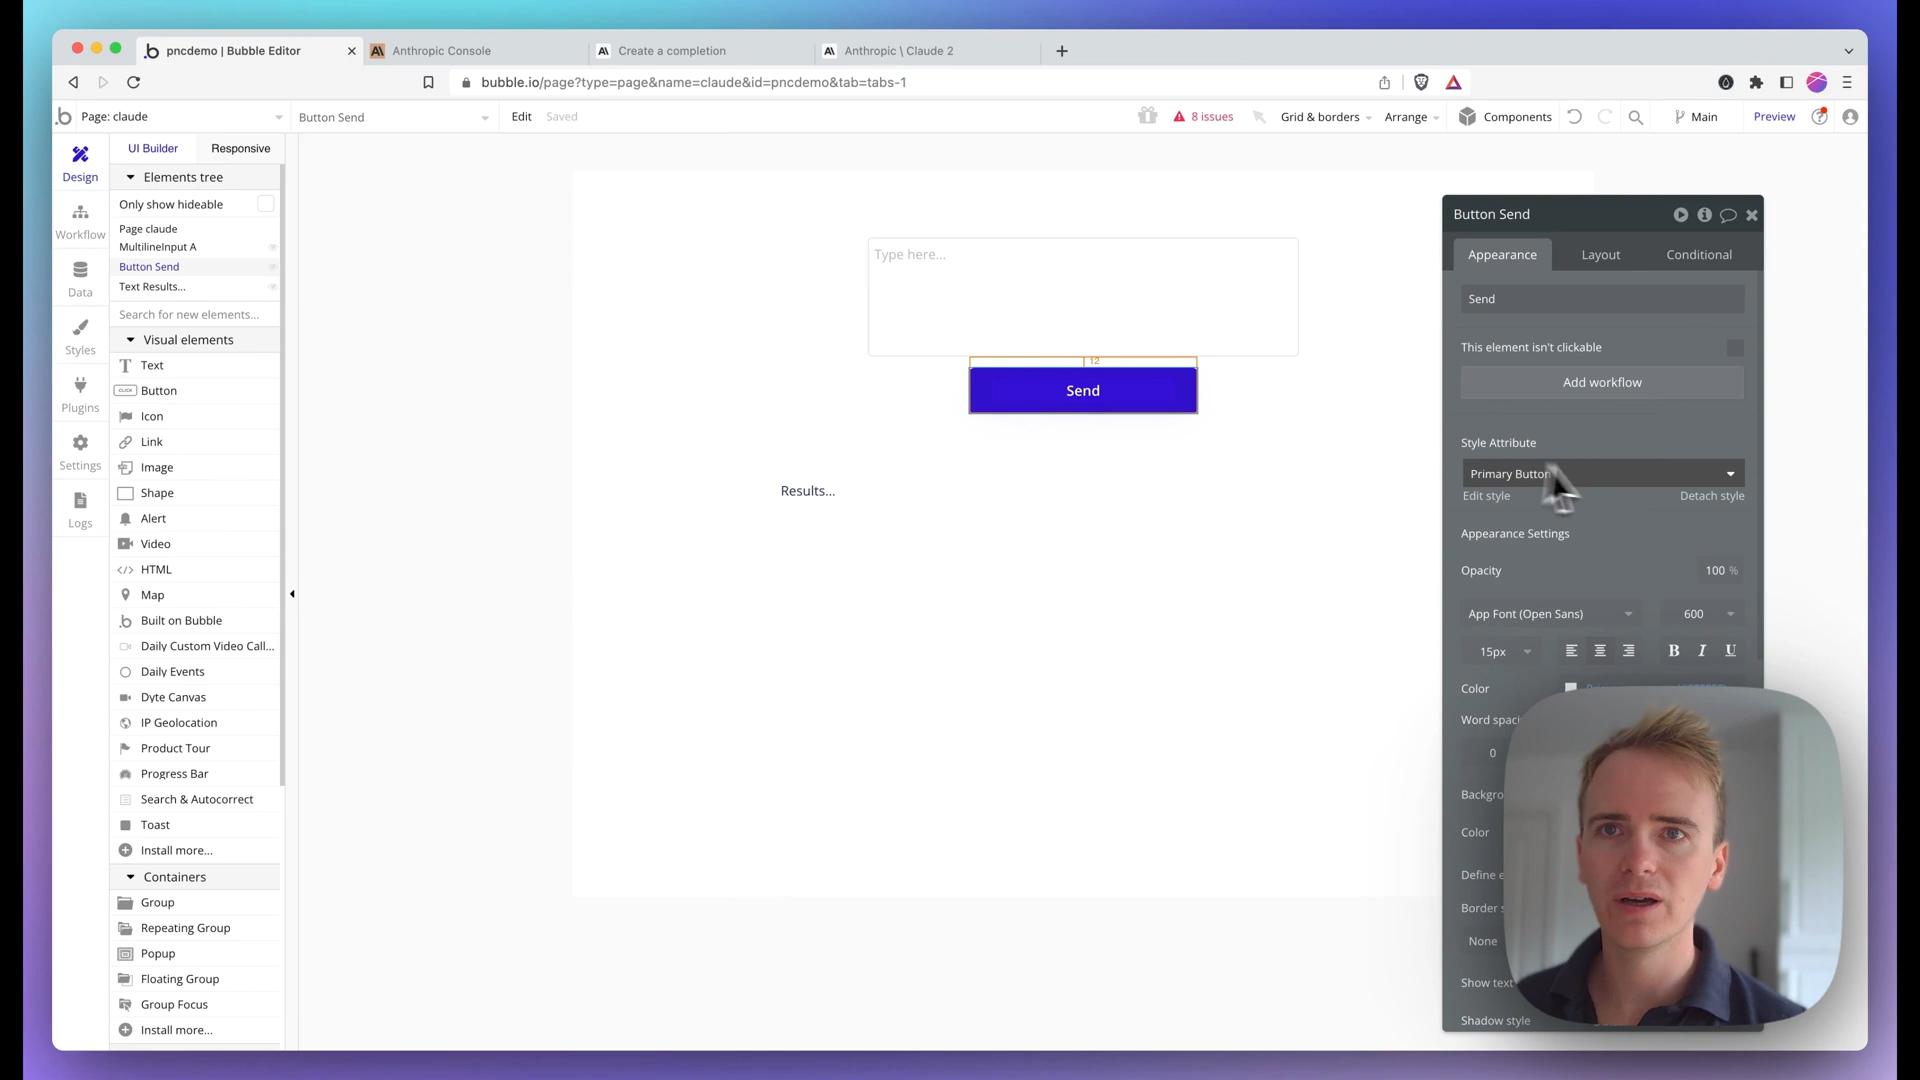 pncdemo | Bubble Editor
Anthropic Console
Create a completion
Anthropic \ Claude 2
bubble.io/page?type=page&name=claude&id=pncdemo&tab=tabs-1
Page: claude
Button Send
Edit
Saved
8 issues
Grid & borders
Arrange
Components
Main
Preview
Design
Workflow
Data
Styles
Plugins
Settings
Logs
UI Builder
Responsive
Elements tree
Only show hideable
Page claude
MultilineInput A
Button Send
Text Results...
Search for new elements...
Visual elements
Text
CLICK
Button
Icon
Link
Image
Shape
Alert
Video
HTML
Map
Built on Bubble
Daily Custom Video Call...
Daily Events
Dyte Canvas
IP Geolocation
Product Tour
Progress Bar
Search & Autocorrect
Toast
Install more...
Containers
Group
Repeating Group
Popup
Floating Group
Group Focus
Install more...
Type here...
12
Send
Results...
Button Send
Appearance
Layout
Conditional
Send
This element isn't clickable
Add workflow
Style Attribute
Primary Button
Edit style
Detach style
Appearance Settings
Opacity
100 %
App Font (Open Sans)
600
15px
B I U
Color
Word spaci
0
Backgro
Color
Define e
Border s
None
Show text
Shadow style